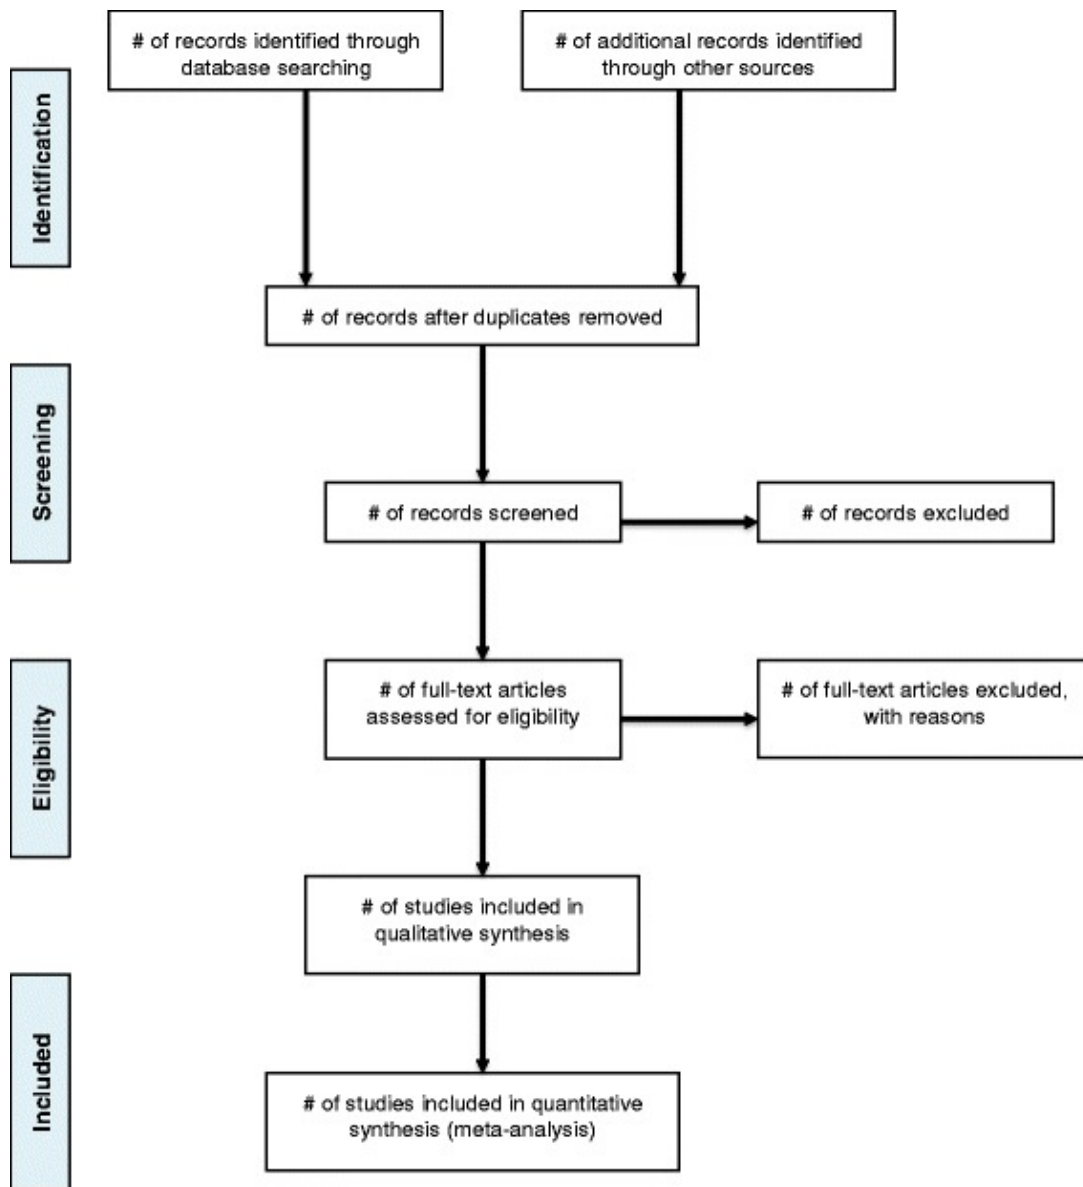 # of records identified through
database searching
# of additional records identified
through other sources
Identification
# of records after duplicates removed
Screening
# of records screened
# of records excluded
Eligibility
# of full-text articles
assessed for eligibility
# of full-text articles excluded,
with reasons
# of studies included in
qualitative synthesis
Included
# of studies included in quantitative
synthesis (meta-analysis)